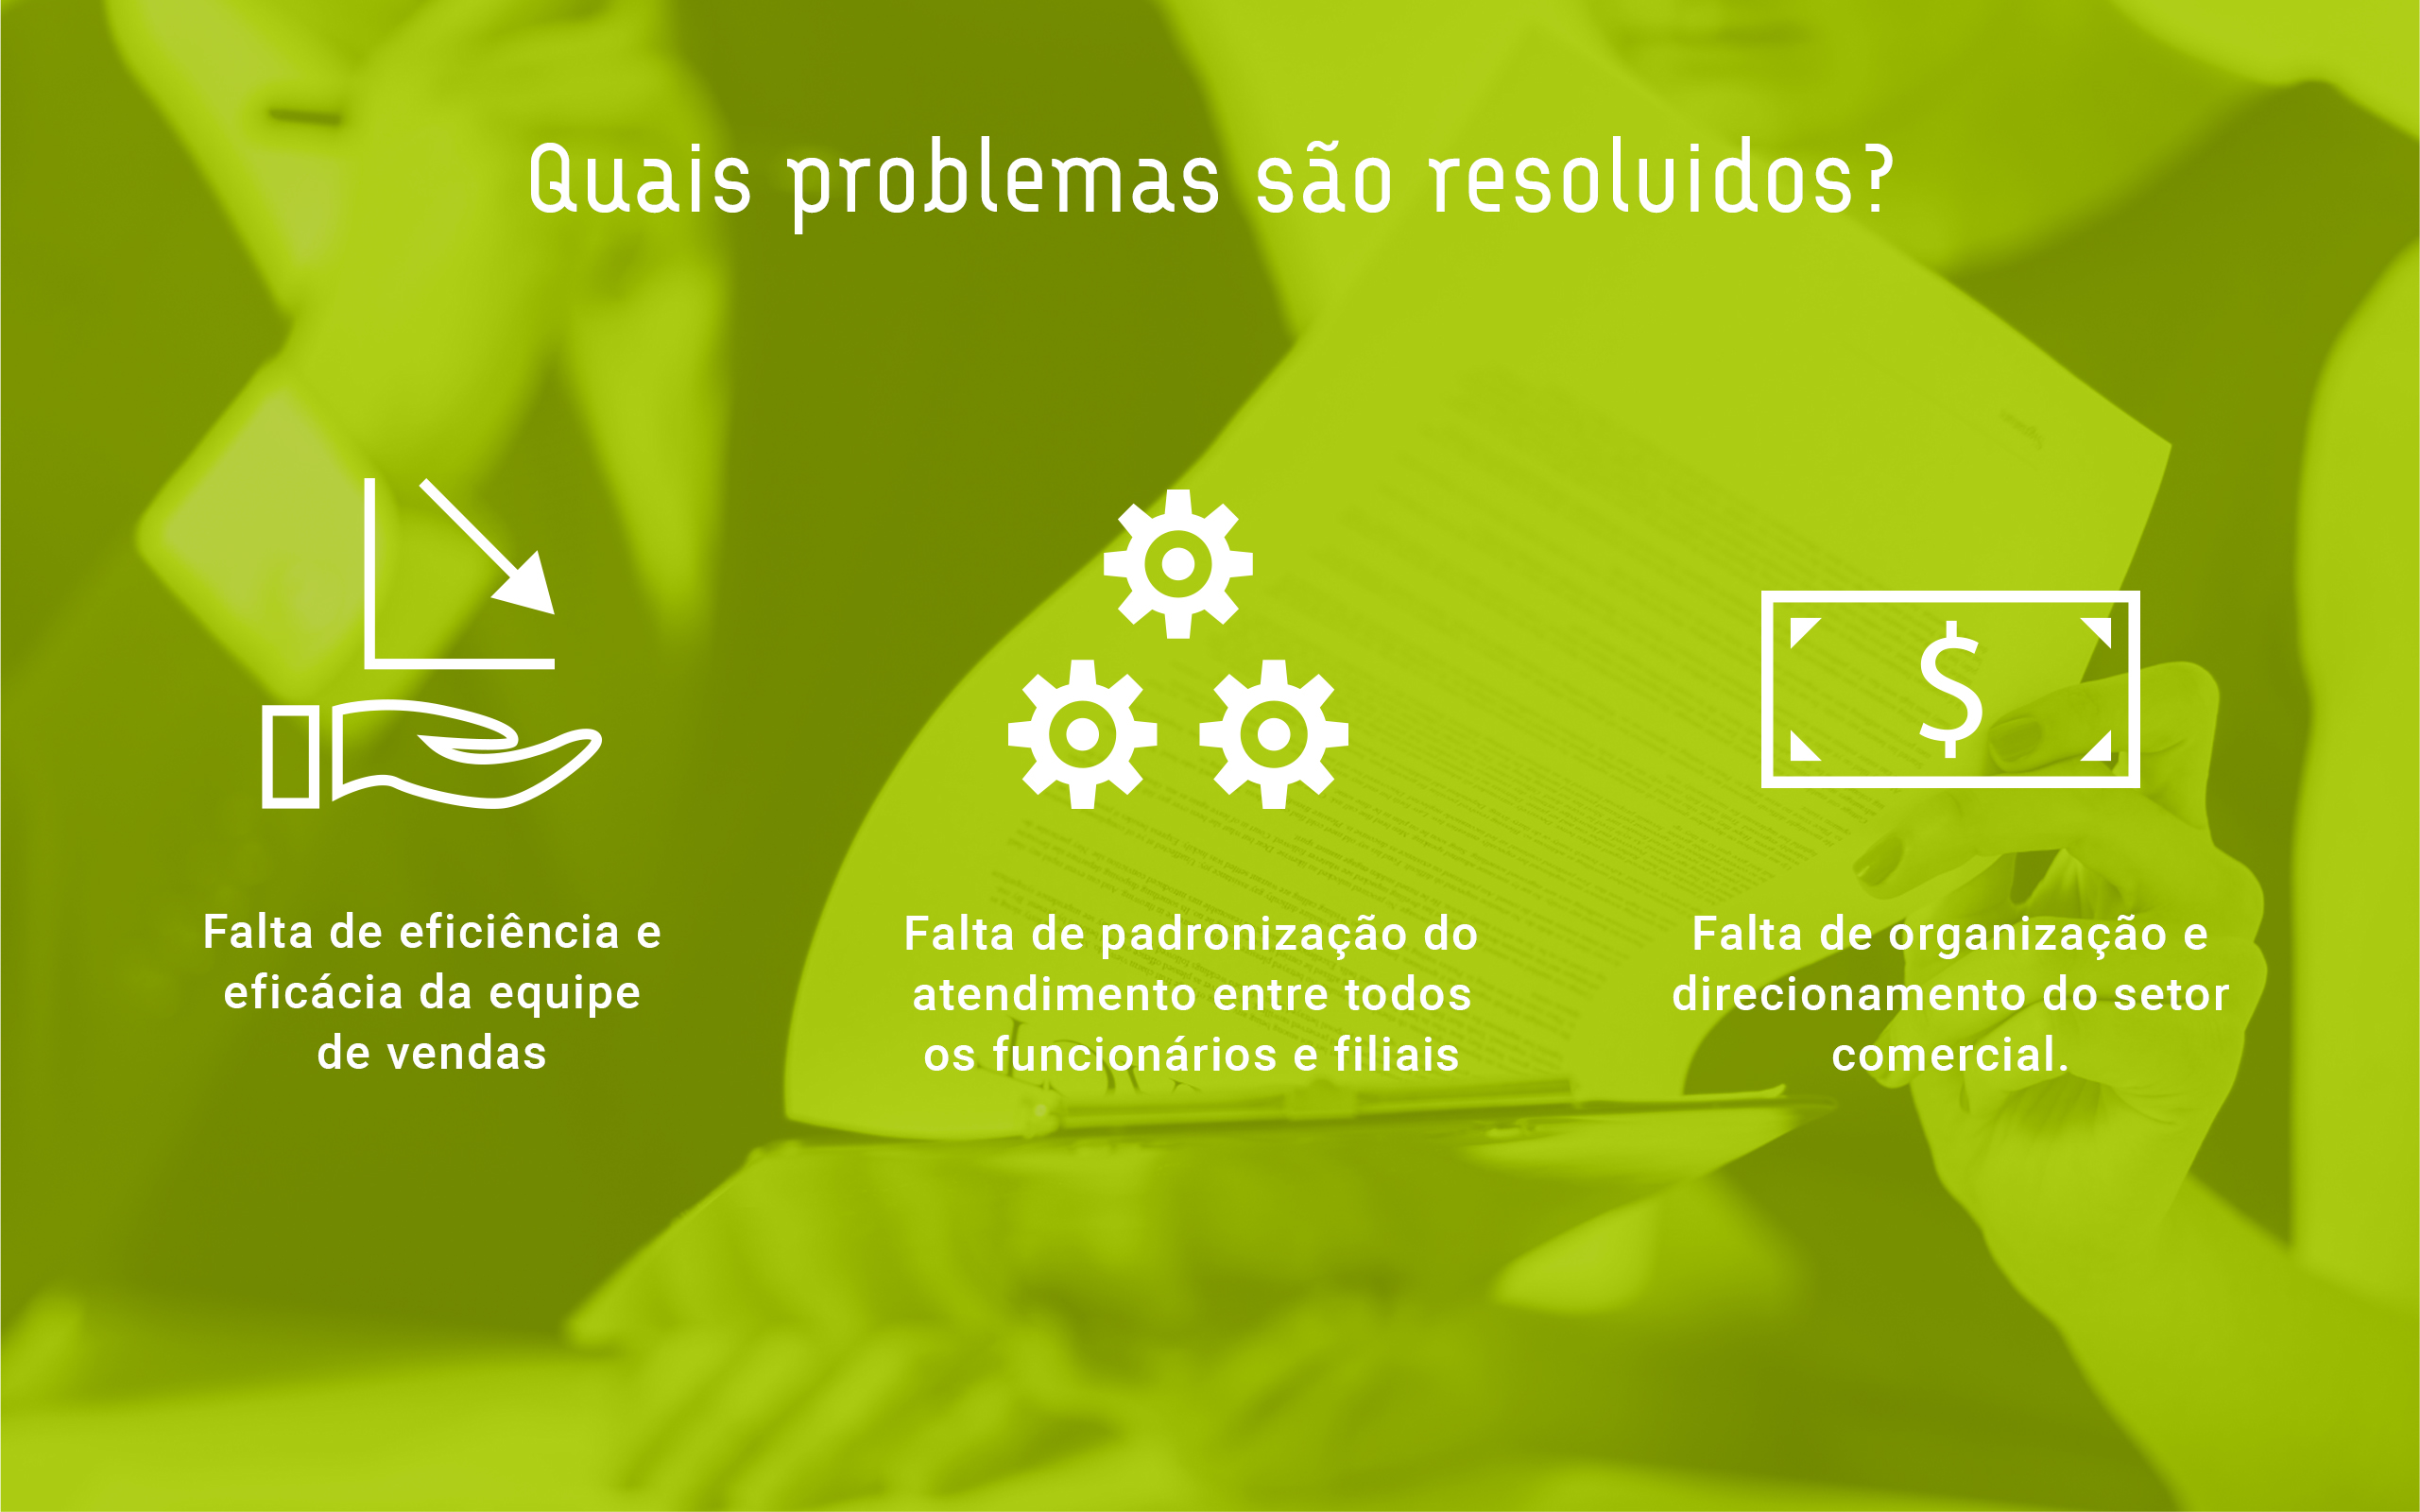 Quais problemas são resoluidos?
$
Falta de eficiência e
eficácia da equipe
de vendas
Falta de padronização do
atendimento entre todos
os funcionários e filiais
Falta de organização e
direcionamento do setor
comercial.